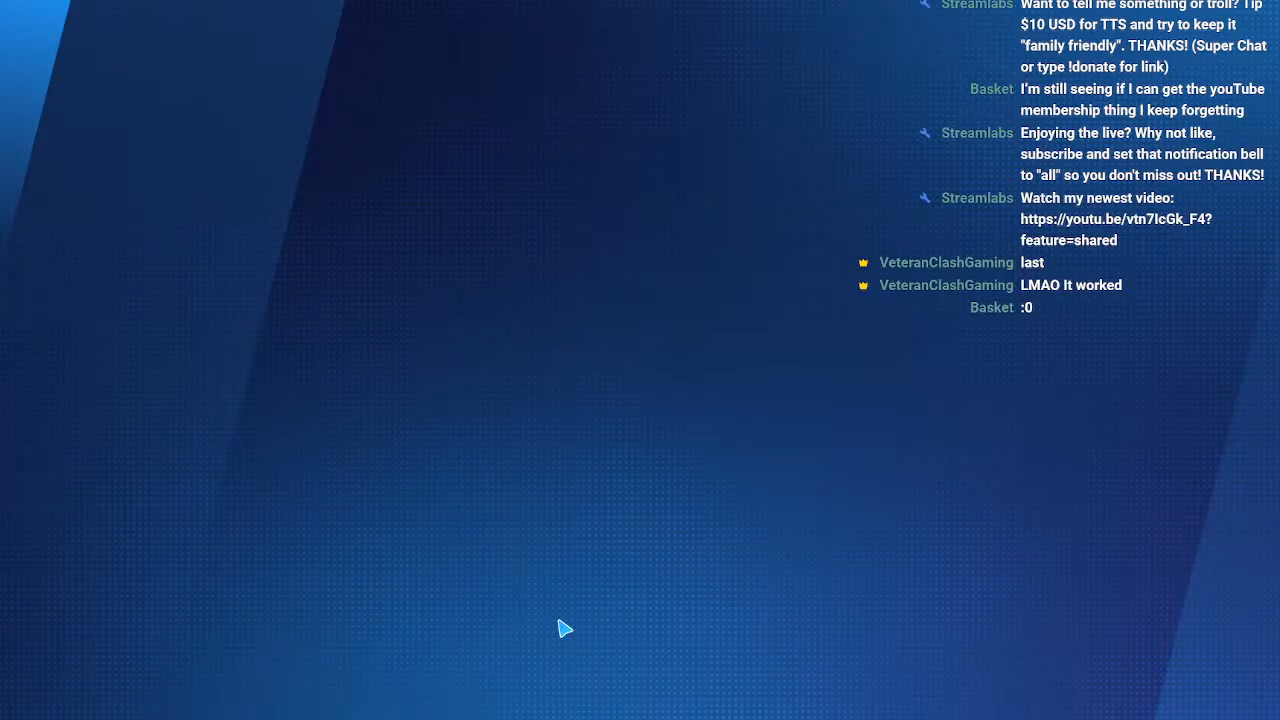 Streamlabs Want to tell me something or troll? Tip
$10 USD for TTS and try to keep it
"family friendly". THANKS! (Super Chat
or type !donate for link)
Basket I'm still seeing if I can get the youTube
membership thing I keep forgetting
Streamlabs Enjoying the live? Why not like,
subscribe and set that notification bell
to "all" so you don't miss out! THANKS!
Streamlabs Watch my newest video:
https://youtu.be/vtn7IcGk_F4?
feature=shared
VeteranClashGaming last
VeteranClashGaming LMAO It worked
Basket :0